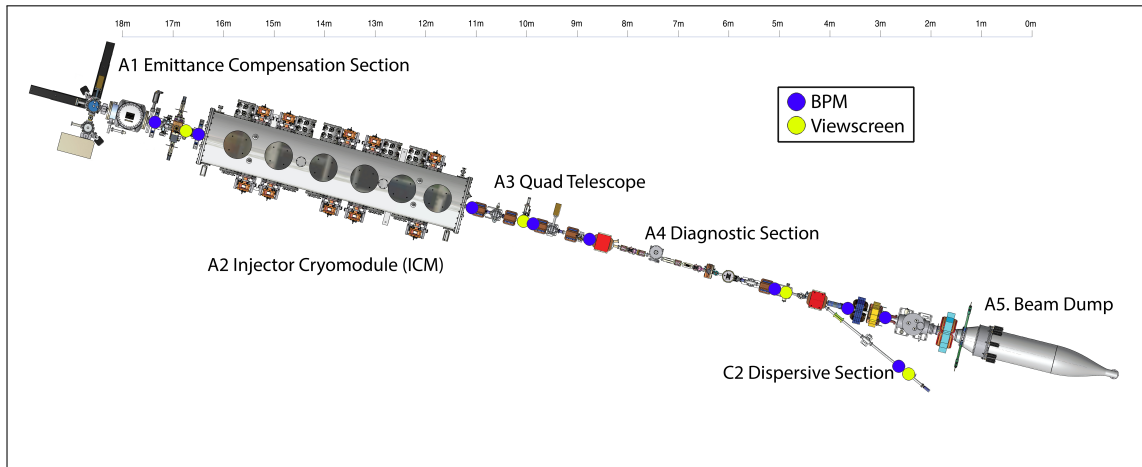 18m 17m 16m 15m 14m 13m 12m 11m 10m 9m 8m 7m 6m 5m 4m 3m 2m 1m 0m
A1 Emittance Compensation Section
BPM
Viewscreen
A3 Quad Telescope
A4 Diagnostic Section
A2 Injector Cryomodule (ICM)
A5. Beam Dump
C2 Dispersive Section